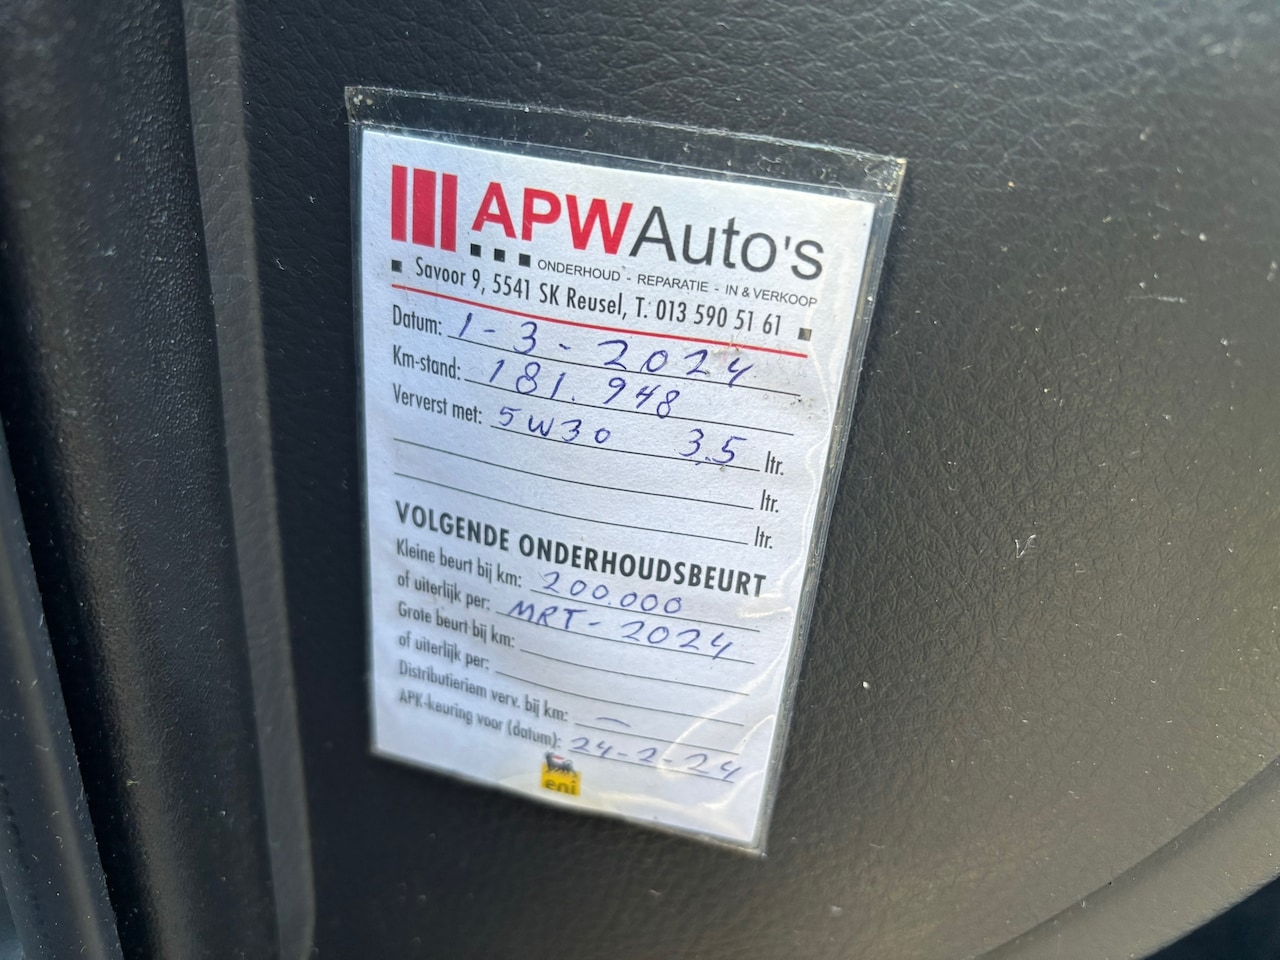 APWAuto's
ONDERHOUD - REPARATIE - IN & VERKOOP
Savoor 9, 5541 SK Reusel, T. 013 590 51 61
Datum: 1-3-2024
Km-stand: 181.948
Ververst met: 5W30 3.5 ltr.
ltr.
ltr.
VOLGENDE ONDERHOUDSBEURT
Kleine beurt bij km: 200.000
of uiterlijk per: MRT-2024
Grote beurt bij km:
of uiterlijk per:
Distributieriem verv. bij km: —
APK-keuring voor (datum): 24-2-24
eni